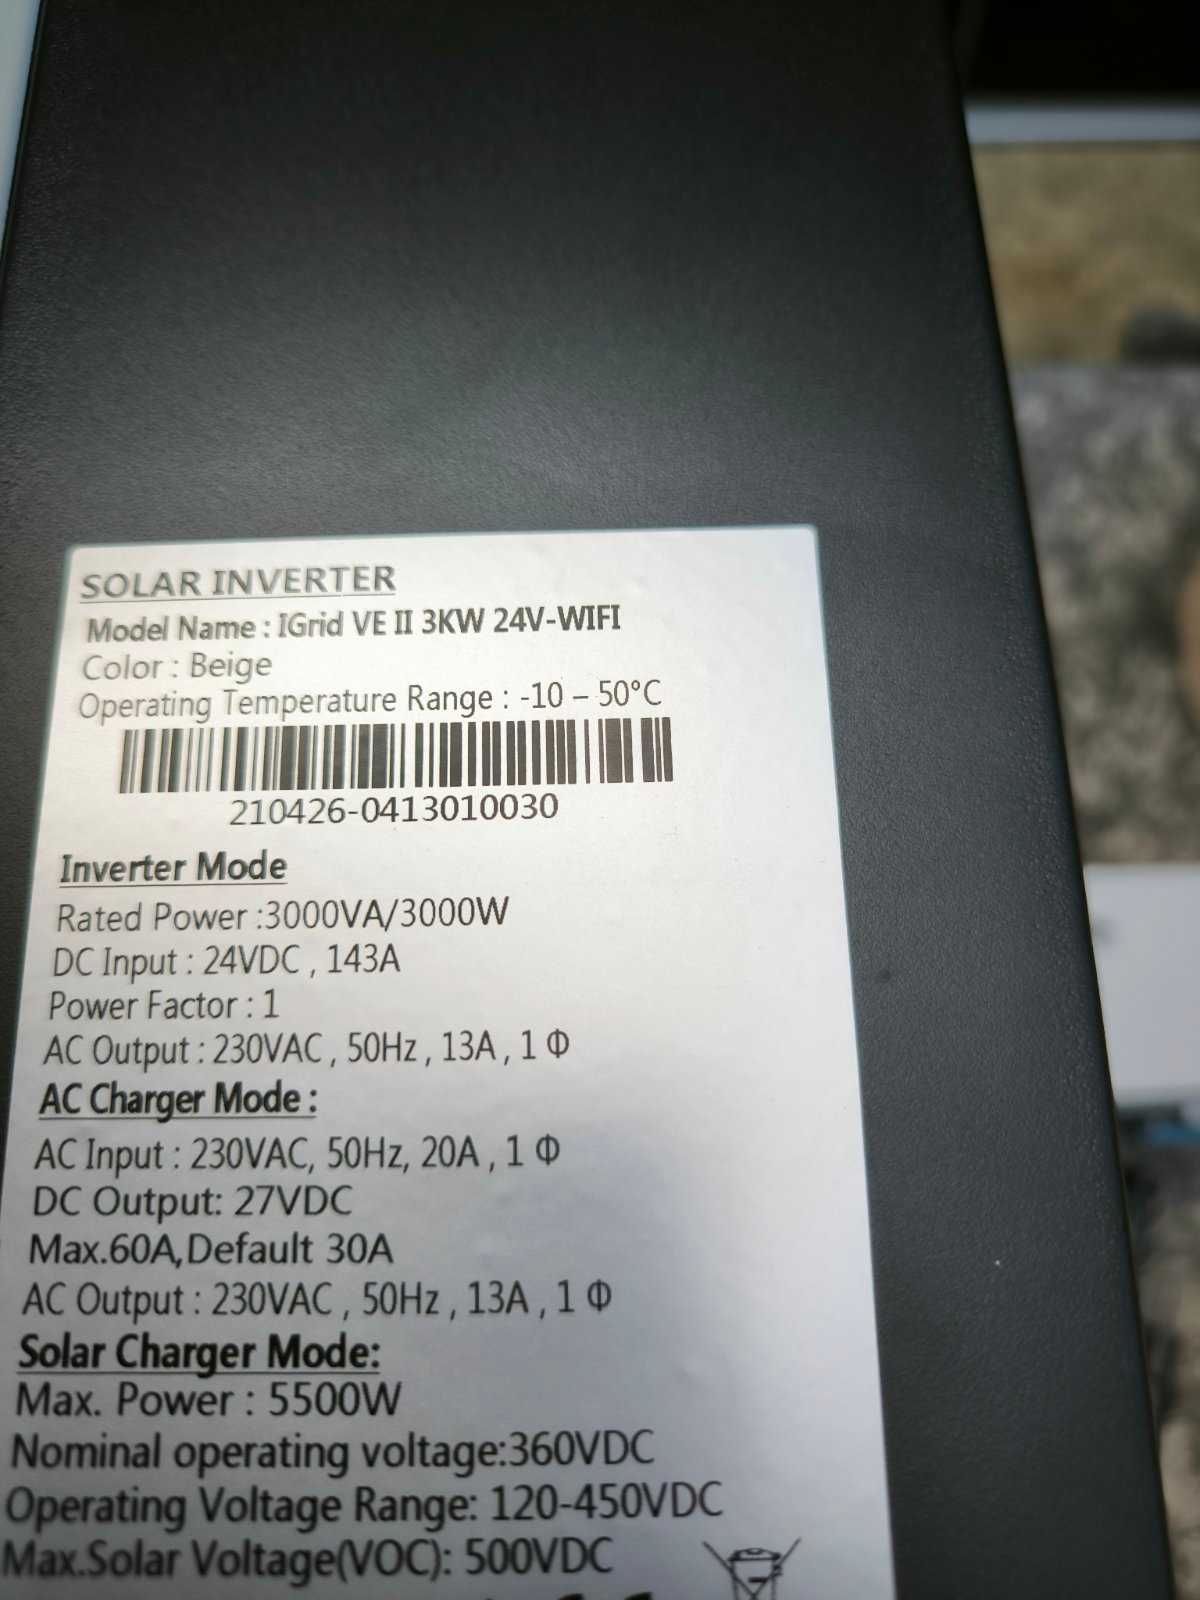 SOLAR INVERTER
Model Name : IGrid VE II 3KW 24V-WIFI
Color : Beige
Operating Temperature Range : -10 – 50°C
210426-0413010030
Inverter Mode
Rated Power :3000VA/3000W
DC Input : 24VDC , 143A
Power Factor : 1
AC Output : 230VAC , 50Hz , 13A , 1 Φ
AC Charger Mode :
AC Input : 230VAC, 50Hz, 20A , 1 Φ
DC Output: 27VDC
Max.60A,Default 30A
AC Output : 230VAC , 50Hz , 13A , 1 Φ
Solar Charger Mode:
Max. Power : 5500W
Nominal operating voltage:360VDC
Operating Voltage Range: 120-450VDC
Max.Solar Voltage(VOC): 500VDC